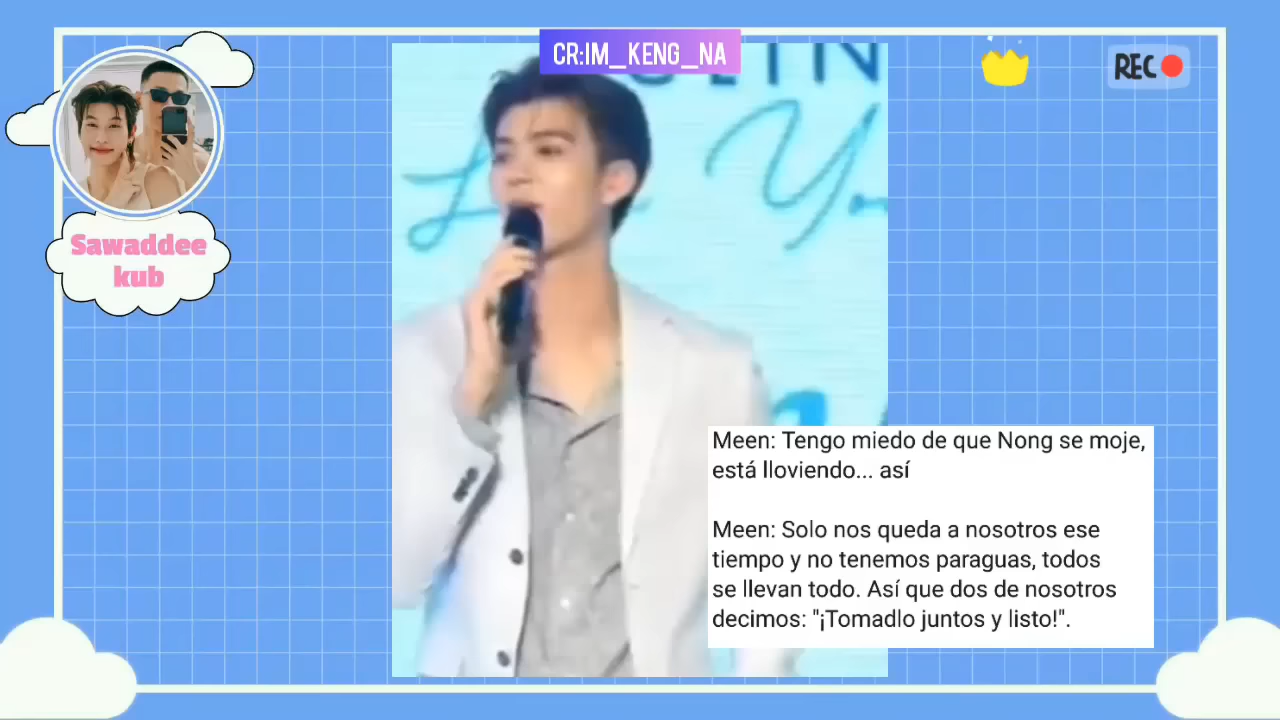 CR:IM_KENG_NA
REC
Sawaddee
kub
Meen: Tengo miedo de que Nong se moje,
está lloviendo... así
Meen: Solo nos queda a nosotros ese
tiempo y no tenemos paraguas, todos
se llevan todo. Así que dos de nosotros
decimos: "¡Tomadlo juntos y listo!".